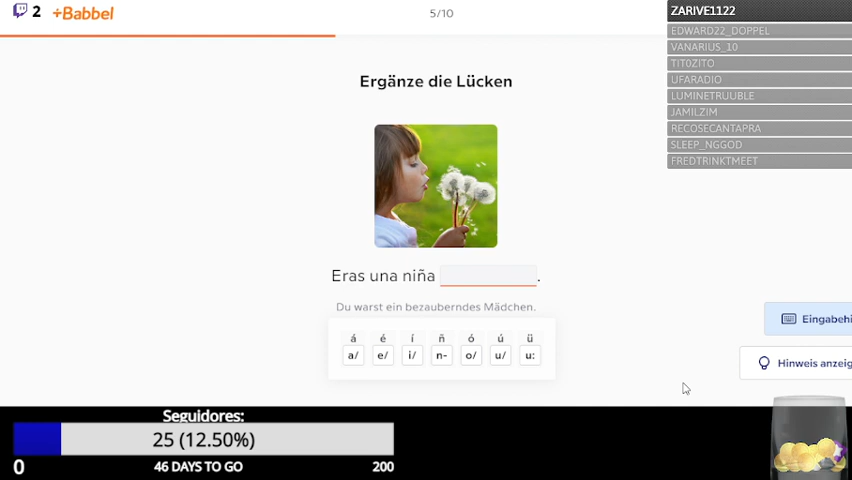 2 +Babbel
5/10
ZARIVE1122
EDWARD22_DOPPEL
VANARIUS_10
TIT0ZITO
UFARADIO
LUMINETRUUBLE
JAMILZIM
RECOSECANTAPRA
SLEEP_NGGOD
FREDTRINKTMEET
Ergänze die Lücken
Eras una niña .
Du warst ein bezauberndes Mädchen.
á é í ñ ó ú ü
a/ e/ i/ n- o/ u/ u:
Eingabehi
Hinweis anzeig
Seguidores:
25 (12.50%)
0 46 DAYS TO GO 200